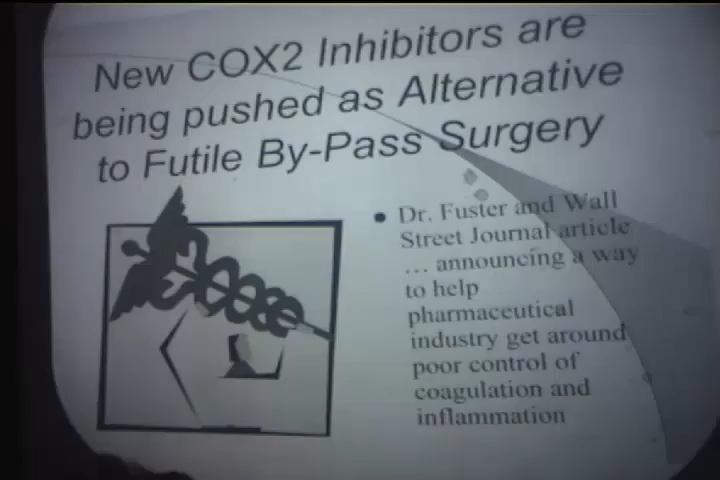 New COX2 Inhibitors are
being pushed as Alternative
to Futile By-Pass Surgery
• Dr. Fuster and Wall
Street Journal article
... announcing a way
to help
pharmaceutical
industry get around
poor control of
coagulation and
inflammation